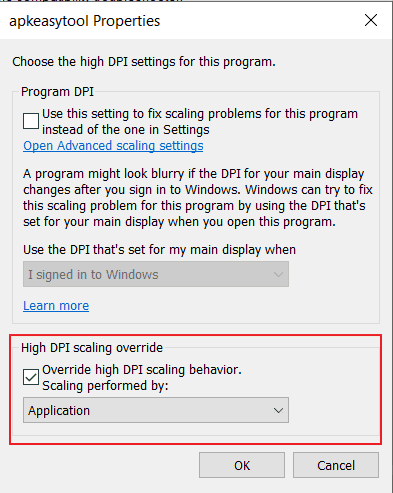 apkeasytool Properties
Choose the high DPI settings for this program.
Program DPI
Use this setting to fix scaling problems for this program
instead of the one in Settings
Open Advanced scaling settings
A program might look blurry if the DPI for your main display
changes after you sign in to Windows. Windows can try to fix
this scaling problem for this program by using the DPI that's
set for your main display when you open this program.
Use the DPI that's set for my main display when
I signed in to Windows
Learn more
High DPI scaling override
Override high DPI scaling behavior.
Scaling performed by:
Application
OK
Cancel